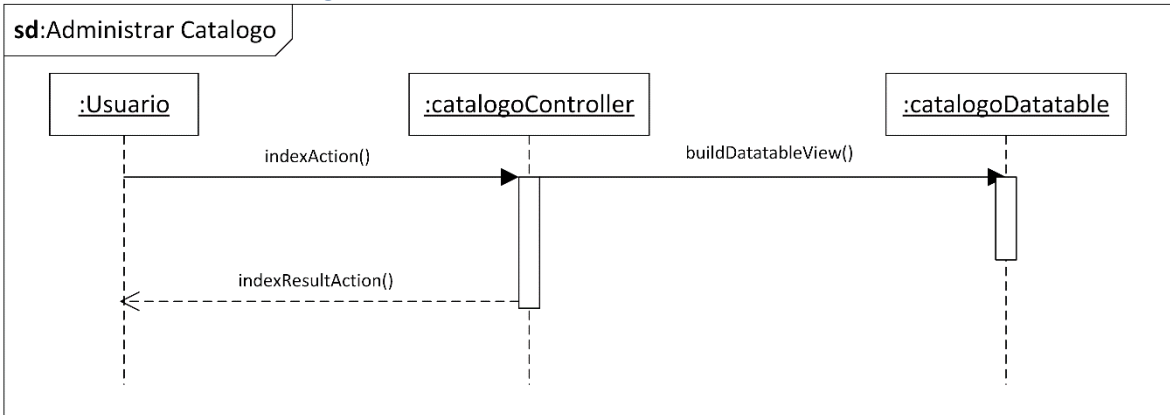 sd:Administrar Catalogo
:Usuario
:catalogoController
:catalogoDatatable
indexAction()
buildDatatableView()
indexResultAction()